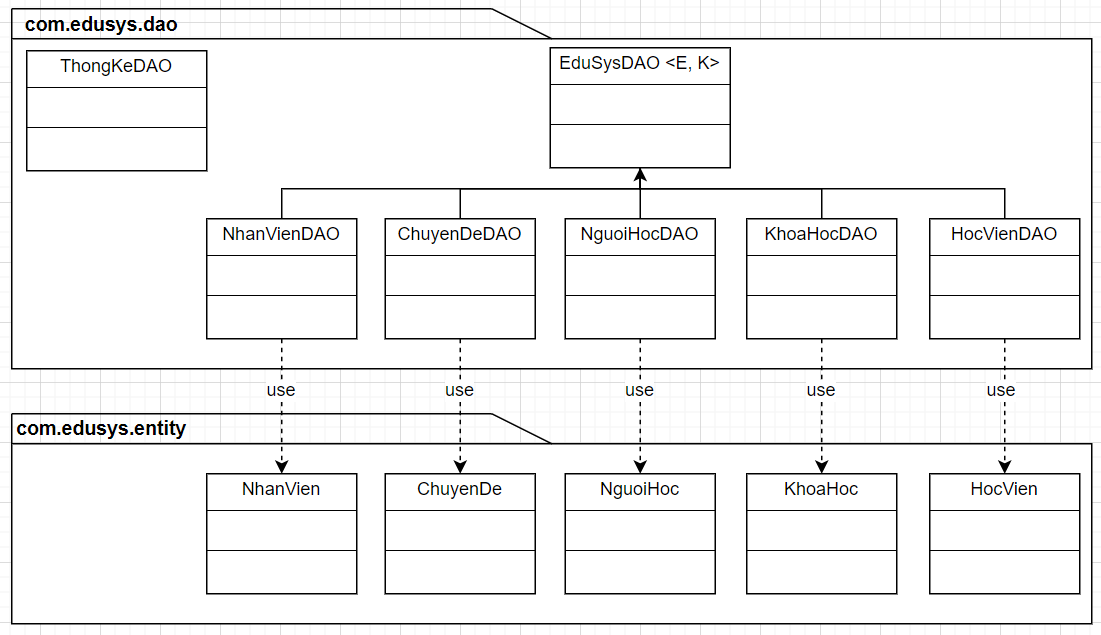 com.edusys.dao
ThongKeDAO
EduSysDAO <E, K>
NhanVienDAO
ChuyenDeDAO
NguoiHocDAO
KhoaHocDAO
HocVienDAO
use
use
use
use
use
com.edusys.entity
NhanVien
ChuyenDe
NguoiHoc
KhoaHoc
HocVien